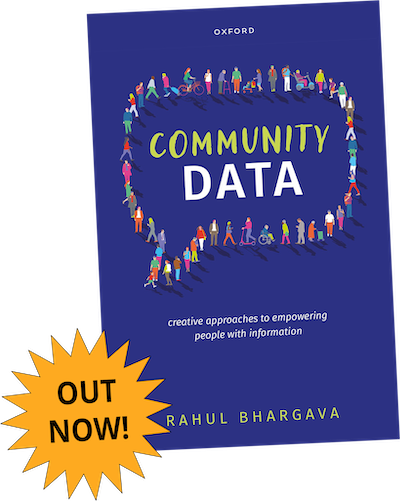 OXFORD
COMMUNITY
DATA
creative approaches to empowering
people with information
RAHUL BHARGAVA
OUT
NOW!